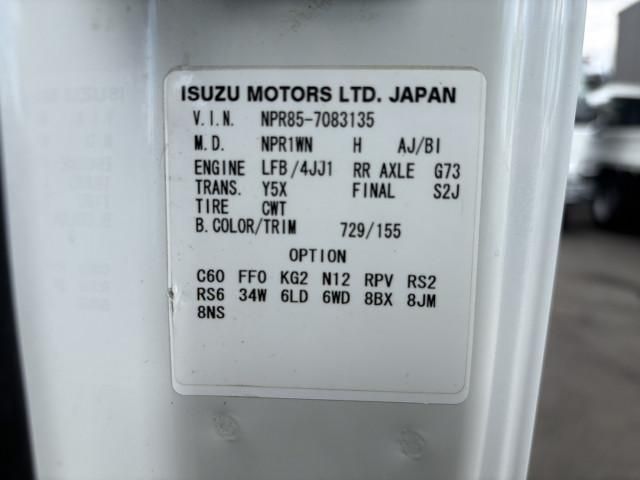 ISUZU MOTORS LTD. JAPAN
V.I.N. NPR85-7083135
M.D. NPR1WN H AJ/BI
ENGINE LFB/4JJ1 RR AXLE G73
TRANS. Y5X FINAL S2J
TIRE CWT
B.COLOR/TRIM 729/155
OPTION
C60 FF0 KG2 N12 RPV RS2
RS6 34W 6LD 6WD 8BX 8JM
8NS